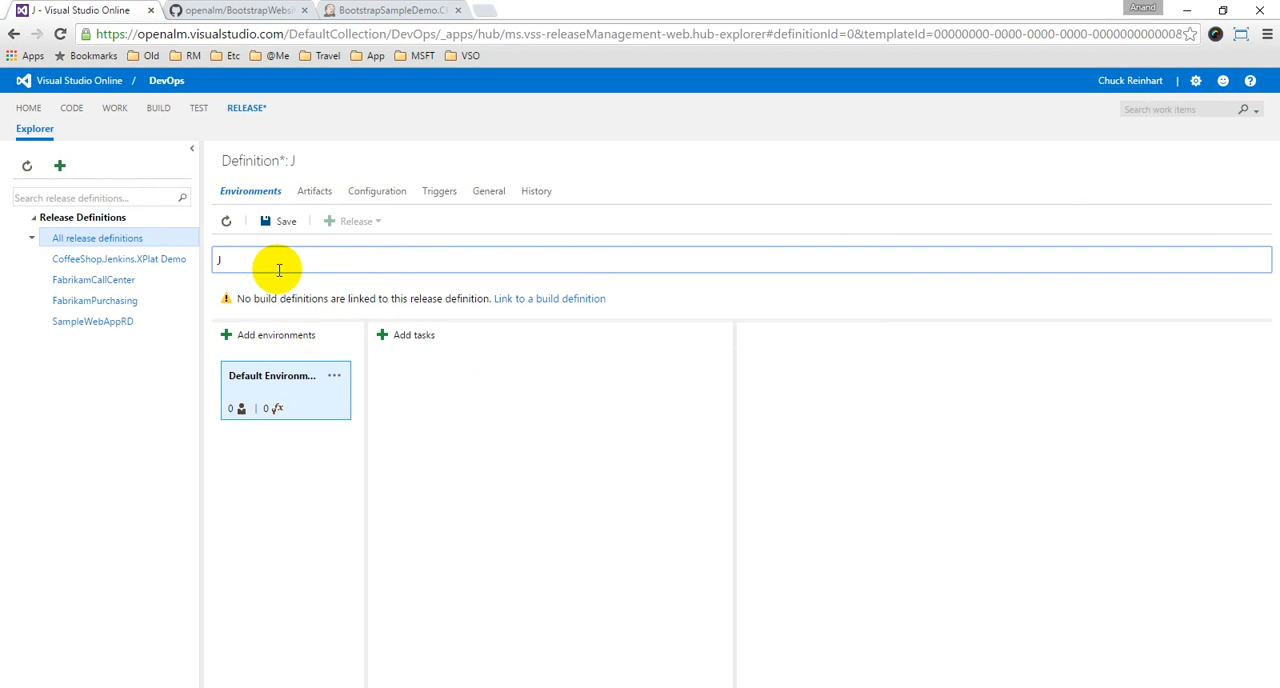 J - Visual Studio Online
openalm/BootstrapWebsi
BootstrapSampleDemo.C
Anand
https://openalm.visualstudio.com/DefaultCollection/DevOps/_apps/hub/ms.vss-releaseManagement-web.hub-explorer#definitionId=0&templateId=00000000-0000-0000-0000-0000000000008
Apps Bookmarks Old RM Etc @Me Travel App MSFT VSO
Visual Studio Online / DevOps Chuck Reinhart |
HOME CODE WORK BUILD TEST RELEASE*
Search work items
Explorer
Definition*: J
Environments Artifacts Configuration Triggers General History
Search release definitions...
Release Definitions
Save
Release
All release definitions
CoffeeShop.Jenkins.XPlat Demo
FabrikamCallCenter
FabrikamPurchasing
SampleWebAppRD
J
No build definitions are linked to this release definition. Link to a build definition
Add environments
Add tasks
Default Environm... ...
0 | 0 fx